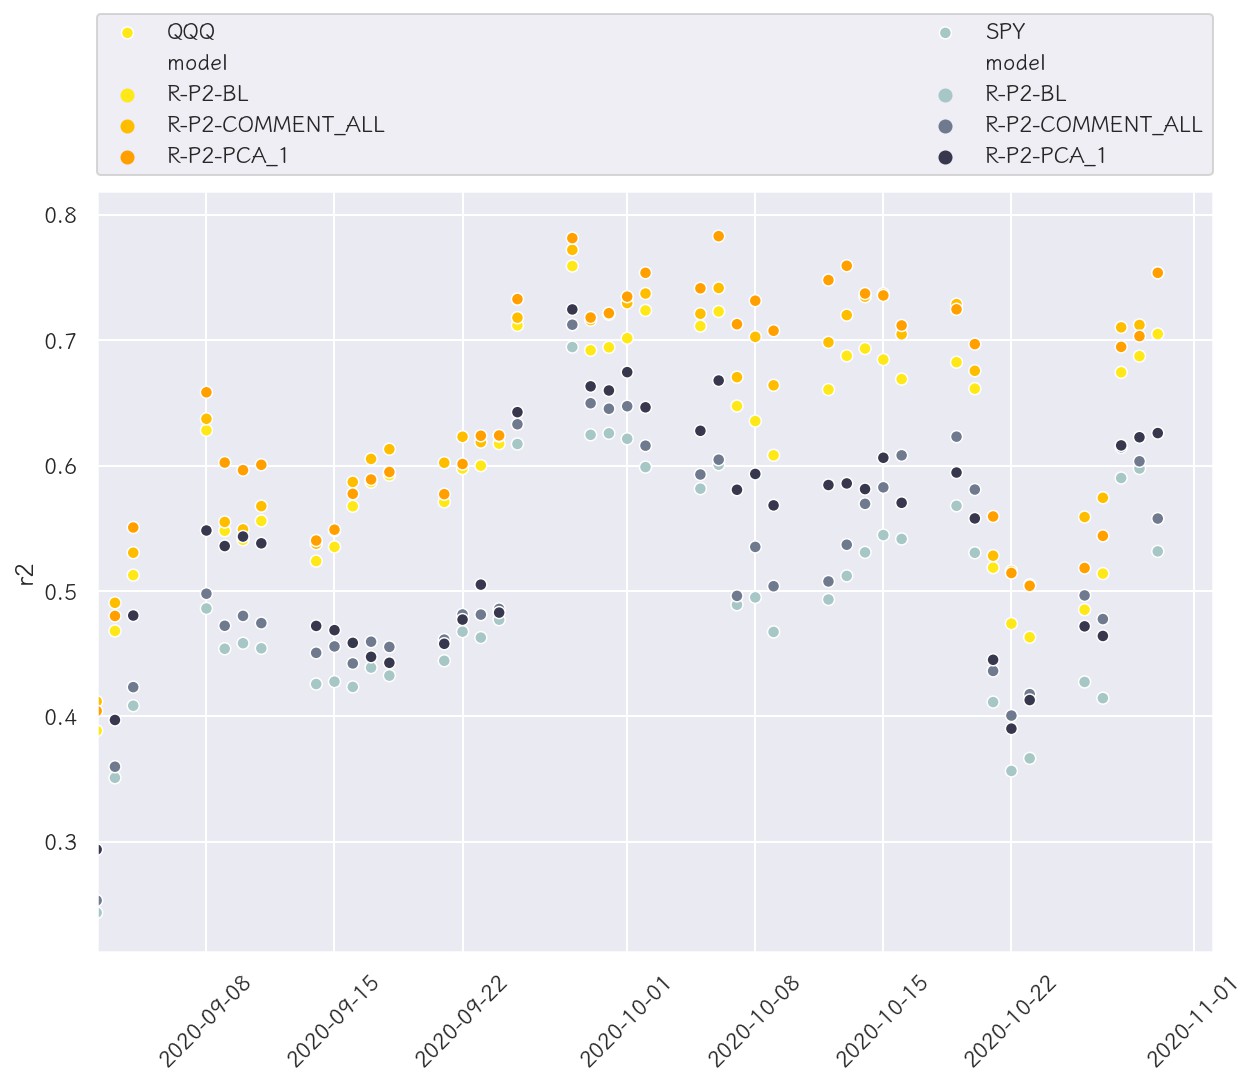 QQQ
model
R-P2-BL
R-P2-COMMENT_ALL
R-P2-PCA_1
SPY
model
R-P2-BL
R-P2-COMMENT_ALL
R-P2-PCA_1
0.8
0.7
0.6
0.5
0.4
0.3
r2
2020-09-08
2020-09-15
2020-09-22
2020-10-01
2020-10-08
2020-10-15
2020-10-22
2020-11-01